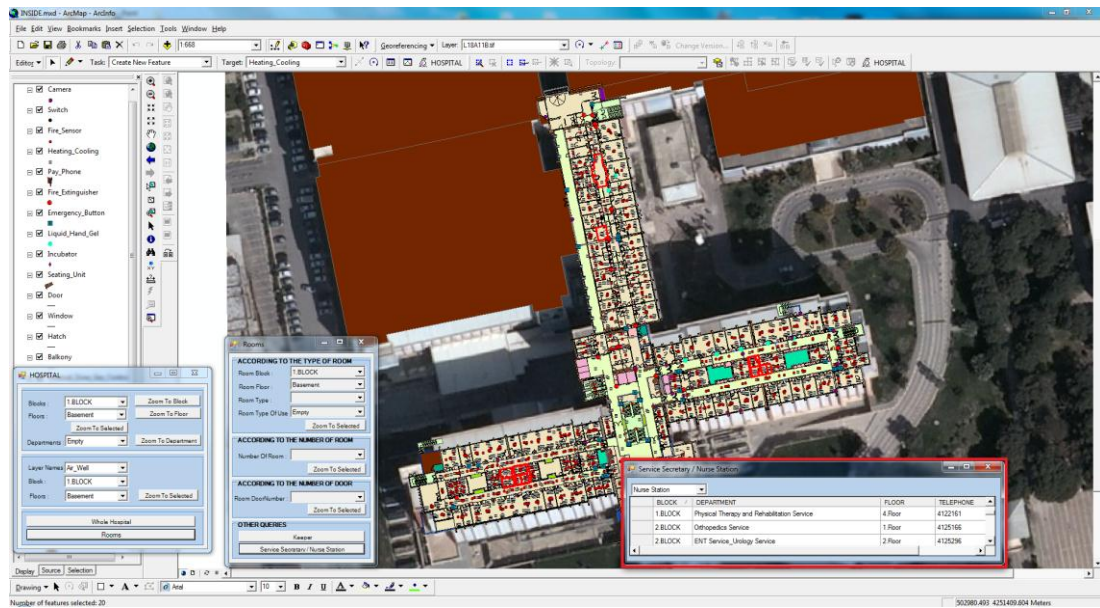 INSIDE.mxd - ArcMap - ArcInfo
File Edit View Bookmarks Insert Selection Tools Window Help
1:668 Georeferencing Layer: L18A11B.tif Change Version...
Editor Task: Create New Feature Target: Heating_Cooling HOSPITAL Topology: HOSPITAL
Camera
Switch
Fire_Sensor
Heating_Cooling
Pay_Phone
Fire_Extinguisher
Emergency_Button
Liquid_Hand_Gel
Incubator
Seating_Unit
Door
Window
Hatch
Balkony
HOSPITAL
Blocks : 1.BLOCK Zoom To Block
Floors : Basement Zoom To Floor
Zoom To Selected
Departments Empty Zoom To Department
Layer Names Air_Wall
Block : 1.BLOCK
Floors : Basement Zoom To Selected
Whole Hospital
Rooms
Rooms
ACCORDING TO THE TYPE OF ROOM
Room Block : 1.BLOCK
Room Floor : Basement
Room Type :
Room Type Of Use Empty
Zoom To Selected
ACCORDING TO THE NUMBER OF ROOM
Number Of Room :
Zoom To Selected
ACCORDING TO THE NUMBER OF DOOR
Room DoorNumber :
Zoom To Selected
OTHER QUERIES
Keeper
Service Secretary / Nurse Station
Service Secretary / Nurse Station
Nurse Station
BLOCK DEPARTMENT FLOOR TELEPHONE
1.BLOCK Physical Therapy and Rehabilitation Service 4.Floor 4122161
2.BLOCK Orthopedics Service 1.Floor 4125166
2.BLOCK ENT Service_Urology Service 2.Floor 4125296
Display Source Selection
Drawing A Arial 10 B I U A
Number of features selected: 20
502980.493 4251409.604 Meters